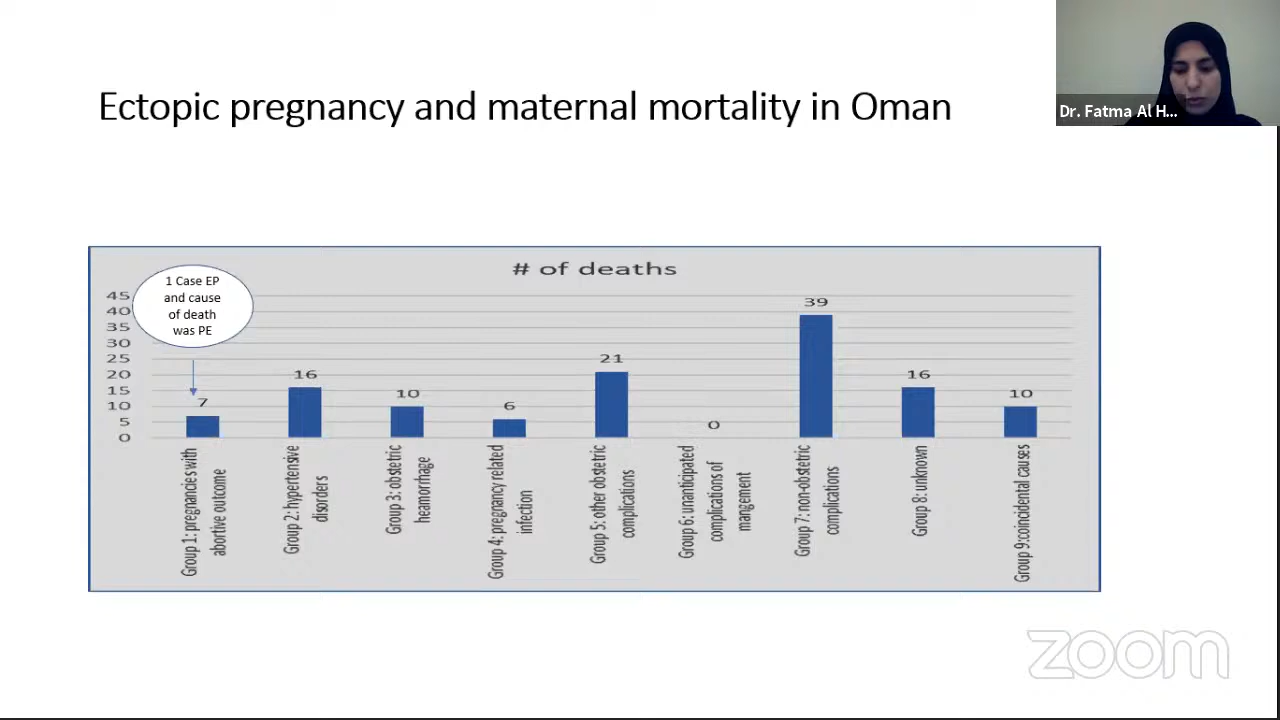 Ectopic pregnancy and maternal mortality in Oman
Dr. Fatma Al H...
# of deaths
1 Case EP
and cause
of death
was PE
45
40
35
30
25
20
15
10
5
0
7
16
10
6
21
0
39
16
10
Group 1: pregnancies with
abortive outcome
Group 2: hypertensive
disorders
Group 3: obstetric
heamorrhage
Group 4: pregnancy related
infection
Group 5: other obstetric
complications
Group 6: unanticipated
complications of
mangement
Group 7: non-obstetric
complications
Group 8: unknown
Group 9:coincidental causes
zoom